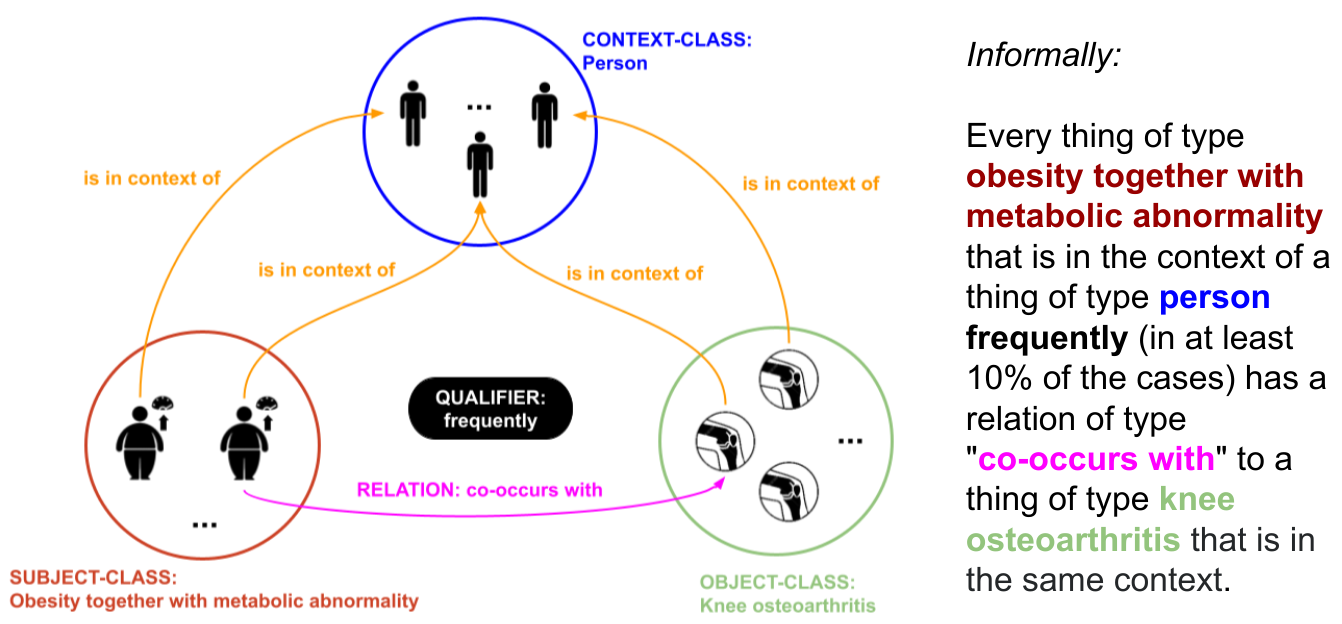 CONTEXT-CLASS:
Person
...
is in context of
is in context of
is in context of
is in context of
QUALIFIER:
frequently
...
RELATION: co-occurs with
...
SUBJECT-CLASS:
Obesity together with metabolic abnormality
OBJECT-CLASS:
Knee osteoarthritis
Informally:
Every thing of type
obesity together with
metabolic abnormality
that is in the context of a
thing of type person
frequently (in at least
10% of the cases) has a
relation of type
"co-occurs with" to a
thing of type knee
osteoarthritis that is in
the same context.